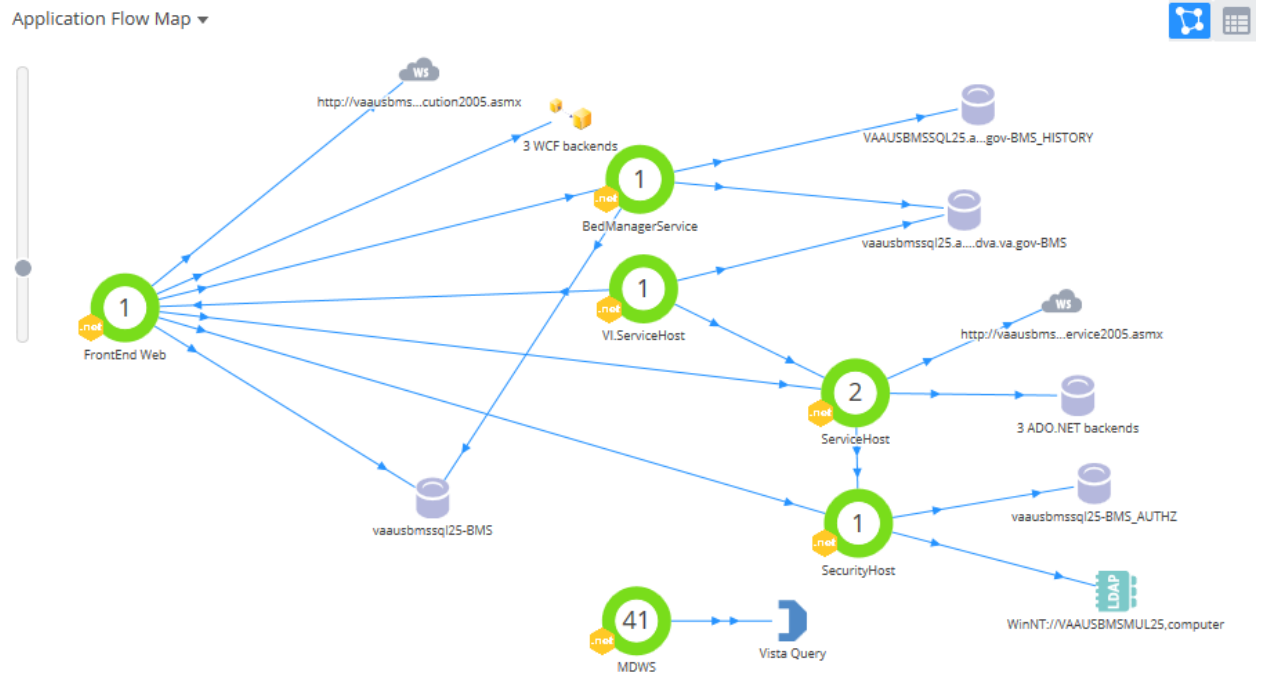 Application Flow Map
WS
http://vaausbms...cution2005.asmx
3 WCF backends
VAAUSBMSSQL25.a...gov-BMS_HISTORY
1
.net
BedManagerService
vaausbmssql25.a....dva.va.gov-BMS
1
.net
VI.ServiceHost
1
.net
FrontEnd Web
WS
http://vaausbms...ervice2005.asmx
2
.net
ServiceHost
3 ADO.NET backends
vaausbmssql25-BMS
vaausbmssql25-BMS_AUTHZ
1
.net
SecurityHost
LDAP
WinNT://VAAUSBMSMUL25,computer
41
.net
MDWS
Vista Query